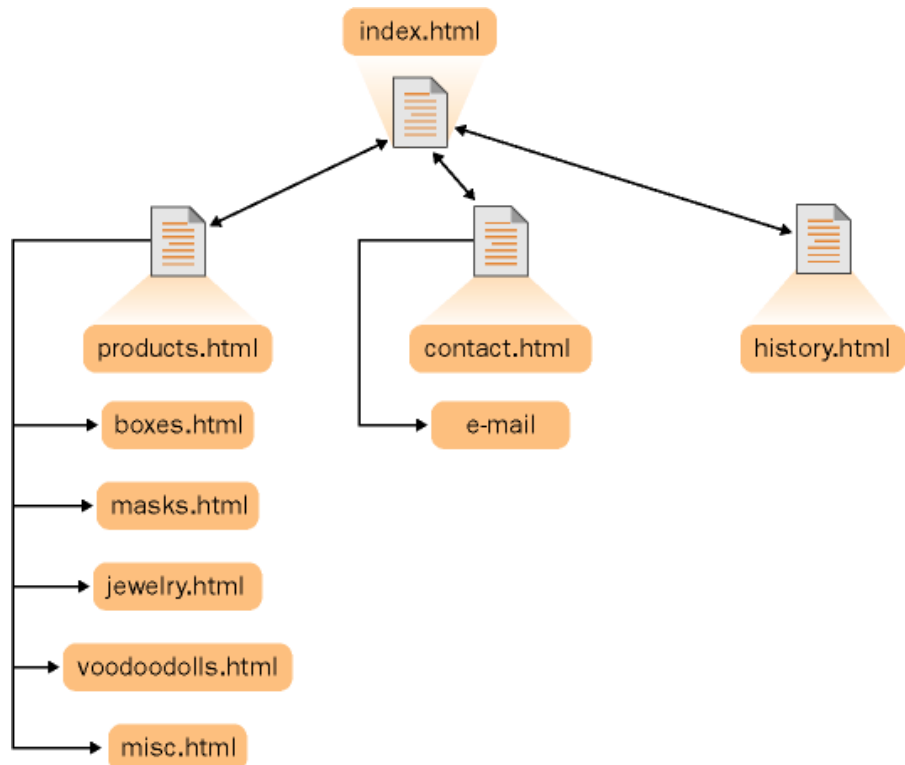 index.html
products.html
contact.html
history.html
boxes.html
e-mail
masks.html
jewelry.html
voodoodolls.html
misc.html